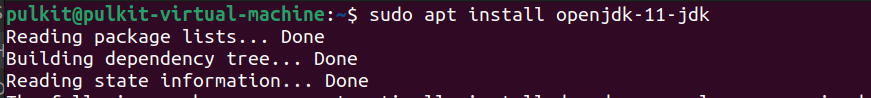 pulkit@pulkit-virtual-machine:~$ sudo apt install openjdk-11-jdk
Reading package lists... Done
Building dependency tree... Done
Reading state information... Done